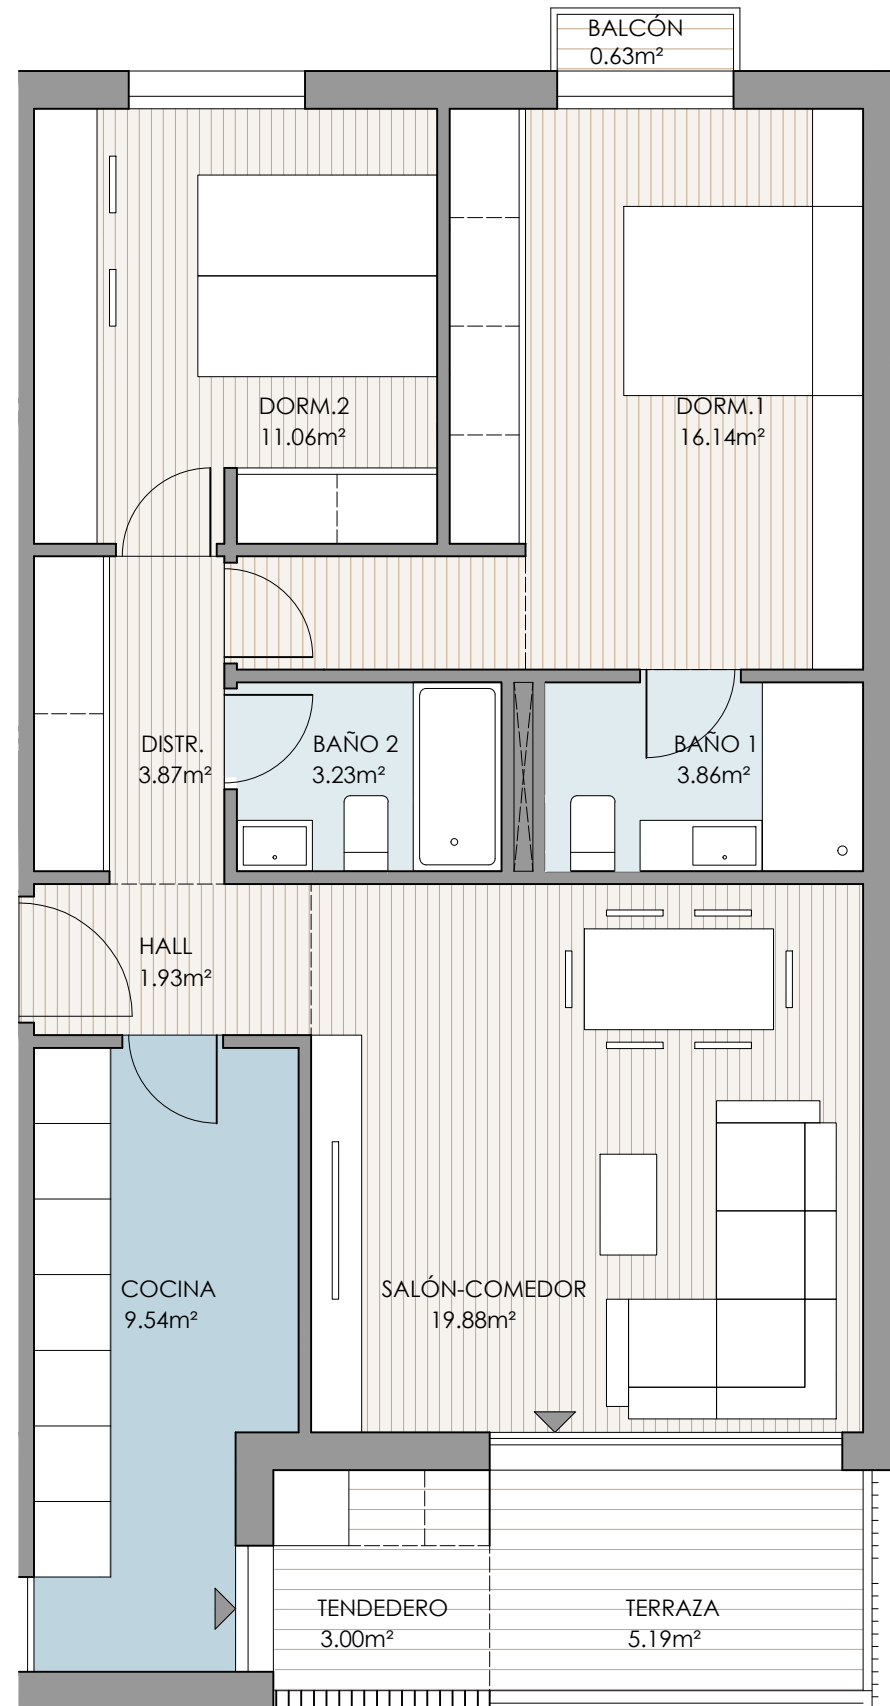 BALCÓN
0.63m²
DORM.2
11.06m²
DORM.1
16.14m²
DISTR.
3.87m²
BAÑO 2
3.23m²
BAÑO 1
3.86m²
HALL
1.93m²
COCINA
9.54m²
SALÓN-COMEDOR
19.88m²
TENDEDERO
3.00m²
TERRAZA
5.19m²